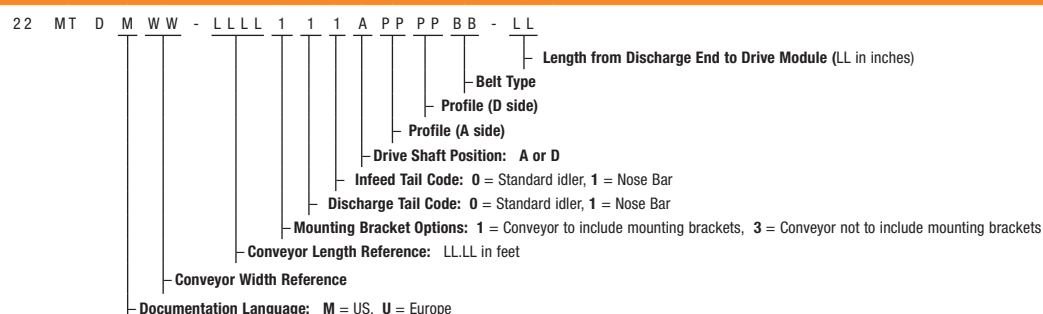 22 MT D M WW - LLLL 1 1 1 A PP PP BB - LL
Length from Discharge End to Drive Module (LL in inches)
Belt Type
Profile (D side)
Profile (A side)
Drive Shaft Position: A or D
Infeed Tail Code: 0 = Standard idler, 1 = Nose Bar
Discharge Tail Code: 0 = Standard idler, 1 = Nose Bar
Mounting Bracket Options: 1 = Conveyor to include mounting brackets, 3 = Conveyor not to include mounting brackets
Conveyor Length Reference: LL.LL in feet
Conveyor Width Reference
Documentation Language: M = US, U = Europe